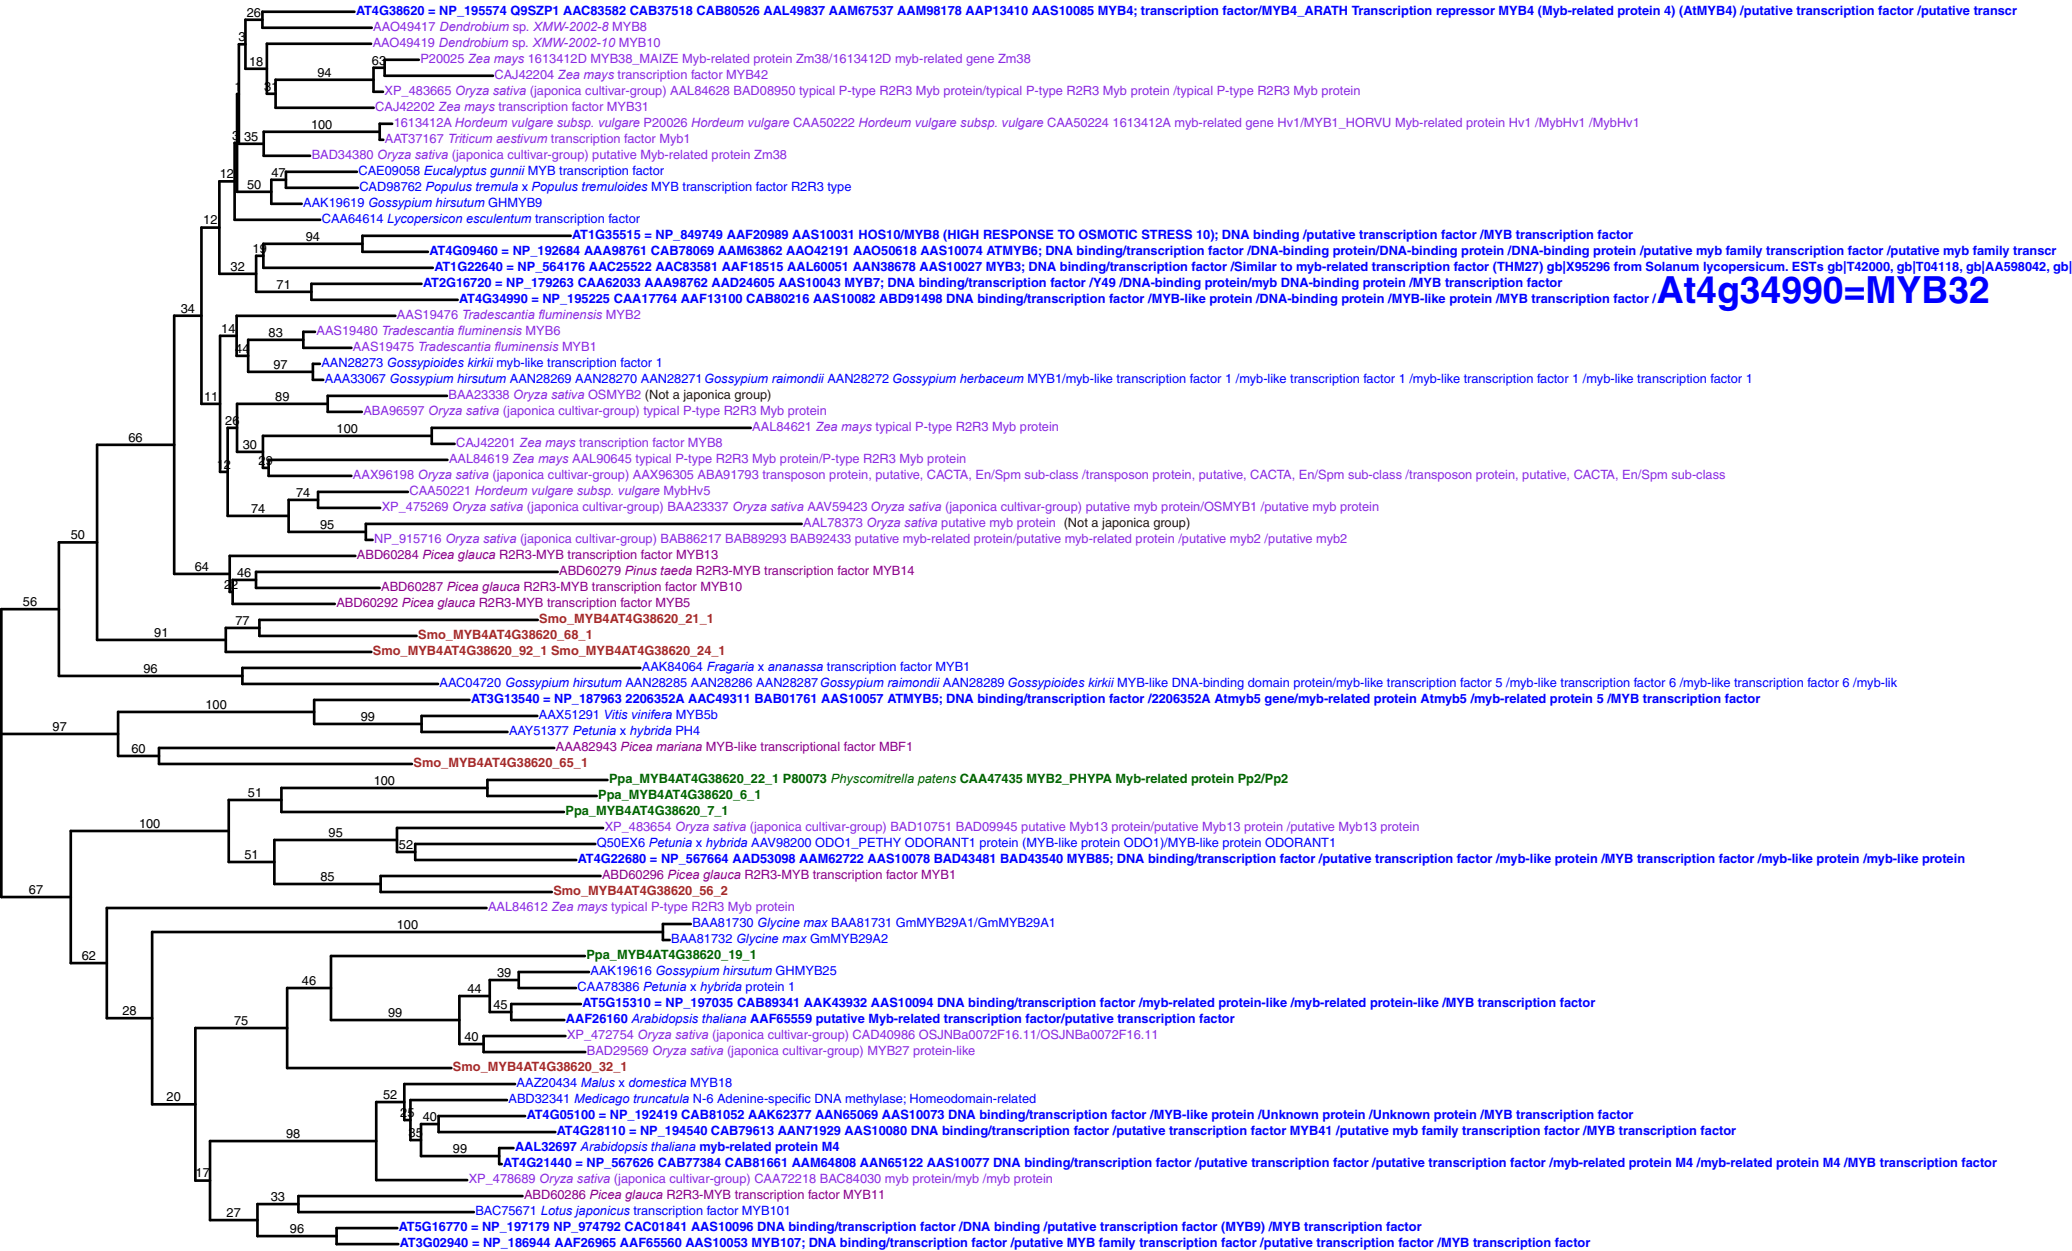 26
AT4G38620 = NP_195574 Q9SZP1 AAC83582 CAB37518 CAB80526 AAL49837 AAM67537 AAM98178 AAP13410 AAS10085 MYB4; transcription factor/MYB4_ARATH Transcription repressor MYB4 (Myb-related protein 4) (AtMYB4) /putative transcription factor /putative transcr
AAO49417 Dendrobium sp. XMW-2002-8 MYB8
3
AAO49419 Dendrobium sp. XMW-2002-10 MYB10
18
63
P20025 Zea mays 1613412D MYB38_MAIZE Myb-related protein Zm38/1613412D myb-related gene Zm38
94
CAJ42204 Zea mays transcription factor MYB42
XP_483665 Oryza sativa (japonica cultivar-group) AAL84628 BAD08950 typical P-type R2R3 Myb protein/typical P-type R2R3 Myb protein /typical P-type R2R3 Myb protein
CAJ42202 Zea mays transcription factor MYB31
100
1613412A Hordeum vulgare subsp. vulgare P20026 Hordeum vulgare CAA50222 Hordeum vulgare subsp. vulgare CAA50224 1613412A myb-related gene Hv1/MYB1_HORVU Myb-related protein Hv1 /MybHv1 /MybHv1
35
AAT37167 Triticum aestivum transcription factor Myb1
BAD34380 Oryza sativa (japonica cultivar-group) putative Myb-related protein Zm38
12
47
CAE09058 Eucalyptus gunnii MYB transcription factor
50
CAD98762 Populus tremula x Populus tremuloides MYB transcription factor R2R3 type
AAK19619 Gossypium hirsutum GHMYB9
12
CAA64614 Lycopersicon esculentum transcription factor
94
AT1G35515 = NP_849749 AAF20989 AAS10031 HOS10/MYB8 (HIGH RESPONSE TO OSMOTIC STRESS 10); DNA binding /putative transcription factor /MYB transcription factor
19
AT4G09460 = NP_192684 AAA98761 CAB78069 AAM63862 AAO42191 AAO50618 AAS10074 ATMYB6; DNA binding/transcription factor /DNA-binding protein/DNA-binding protein /DNA-binding protein /putative myb family transcription factor /putative myb family transcr
32
AT1G22640 = NP_564176 AAC25522 AAC83581 AAF18515 AAL60051 AAN38678 AAS10027 MYB3; DNA binding/transcription factor /Similar to myb-related transcription factor (THM27) gb|X95296 from Solanum lycopersicum. ESTs gb|T42000, gb|T04118, gb|AA598042, gb|
71
AT2G16720 = NP_179263 CAA62033 AAA98762 AAD24605 AAS10043 MYB7; DNA binding/transcription factor /Y49 /DNA-binding protein/myb DNA-binding protein /MYB transcription factor
AT4G34990 = NP_195225 CAA17764 AAF13100 CAB80216 AAS10082 ABD91498 DNA binding/transcription factor /MYB-like protein /DNA-binding protein /MYB-like protein /MYB transcription factor / At4g34990=MYB32
34
AAS19476 Tradescantia fluminensis MYB2
14
83
AAS19480 Tradescantia fluminensis MYB6
44
AAS19475 Tradescantia fluminensis MYB1
97
AAN28273 Gossypioides kirkii myb-like transcription factor 1
AAA33067 Gossypium hirsutum AAN28269 AAN28270 AAN28271 Gossypium raimondii AAN28272 Gossypium herbaceum MYB1/myb-like transcription factor 1 /myb-like transcription factor 1 /myb-like transcription factor 1 /myb-like transcription factor 1
11
89
BAA23338 Oryza sativa OSMYB2 (Not a japonica group)
ABA96597 Oryza sativa (japonica cultivar-group) typical P-type R2R3 Myb protein
26
100
AAL84621 Zea mays typical P-type R2R3 Myb protein
66
30
CAJ42201 Zea mays transcription factor MYB8
AAL84619 Zea mays AAL90645 typical P-type R2R3 Myb protein/P-type R2R3 Myb protein
AAX96198 Oryza sativa (japonica cultivar-group) AAX96305 ABA91793 transposon protein, putative, CACTA, En/Spm sub-class /transposon protein, putative, CACTA, En/Spm sub-class /transposon protein, putative, CACTA, En/Spm sub-class
74
CAA50221 Hordeum vulgare subsp. vulgare MybHv5
74
XP_475269 Oryza sativa (japonica cultivar-group) BAA23337 Oryza sativa AAV59423 Oryza sativa (japonica cultivar-group) putative myb protein/OSMYB1 /putative myb protein
95
AAL78373 Oryza sativa putative myb protein (Not a japonica group)
50
NP_915716 Oryza sativa (japonica cultivar-group) BAB86217 BAB89293 BAB92433 putative myb-related protein/putative myb-related protein /putative myb2 /putative myb2
ABD60284 Picea glauca R2R3-MYB transcription factor MYB13
64
46
ABD60279 Pinus taeda R2R3-MYB transcription factor MYB14
ABD60287 Picea glauca R2R3-MYB transcription factor MYB10
56
ABD60292 Picea glauca R2R3-MYB transcription factor MYB5
77
Smo_MYB4AT4G38620_21_1
91
Smo_MYB4AT4G38620_68_1
Smo_MYB4AT4G38620_92_1 Smo_MYB4AT4G38620_24_1
96
AAK84064 Fragaria x ananassa transcription factor MYB1
AAC04720 Gossypium hirsutum AAN28285 AAN28286 AAN28287 Gossypium raimondii AAN28289 Gossypioides kirkii MYB-like DNA-binding domain protein/myb-like transcription factor 5 /myb-like transcription factor 6 /myb-like transcription factor 6 /myb-lik
100
AT3G13540 = NP_187963 2206352A AAC49311 BAB01761 AAS10057 ATMYB5; DNA binding/transcription factor /2206352A Atmyb5 gene/myb-related protein Atmyb5 /myb-related protein 5 /MYB transcription factor
99
AAX51291 Vitis vinifera MYB5b
97
AAY51377 Petunia x hybrida PH4
60
AAA82943 Picea mariana MYB-like transcriptional factor MBF1
Smo_MYB4AT4G38620_65_1
100
Ppa_MYB4AT4G38620_22_1 P80073 Physcomitrella patens CAA47435 MYB2_PHYPA Myb-related protein Pp2/Pp2
51
Ppa_MYB4AT4G38620_6_1
Ppa_MYB4AT4G38620_7_1
100
95
XP_483654 Oryza sativa (japonica cultivar-group) BAD10751 BAD09945 putative Myb13 protein/putative Myb13 protein /putative Myb13 protein
52
Q50EX6 Petunia x hybrida AAV98200 ODO1_PETHY ODORANT1 protein (MYB-like protein ODO1)/MYB-like protein ODORANT1
51
AT4G22680 = NP_567664 AAD53098 AAM62722 AAS10078 BAD43481 BAD43540 MYB85; DNA binding/transcription factor /putative transcription factor /myb-like protein /MYB transcription factor /myb-like protein /myb-like protein
85
ABD60296 Picea glauca R2R3-MYB transcription factor MYB1
67
Smo_MYB4AT4G38620_56_2
AAL84612 Zea mays typical P-type R2R3 Myb protein
100
BAA81730 Glycine max BAA81731 GmMYB29A1/GmMYB29A1
BAA81732 Glycine max GmMYB29A2
62
Ppa_MYB4AT4G38620_19_1
46
39
AAK19616 Gossypium hirsutum GHMYB25
44
CAA78386 Petunia x hybrida protein 1
45
AT5G15310 = NP_197035 CAB89341 AAK43932 AAS10094 DNA binding/transcription factor /myb-related protein-like /myb-related protein-like /MYB transcription factor
28
99
AAF26160 Arabidopsis thaliana AAF65559 putative Myb-related transcription factor/putative transcription factor
75
40
XP_472754 Oryza sativa (japonica cultivar-group) CAD40986 OSJNBa0072F16.11/OSJNBa0072F16.11
BAD29569 Oryza sativa (japonica cultivar-group) MYB27 protein-like
Smo_MYB4AT4G38620_32_1
AAZ20434 Malus x domestica MYB18
20
52
ABD32341 Medicago truncatula N-6 Adenine-specific DNA methylase; Homeodomain-related
40
AT4G05100 = NP_192419 CAB81052 AAK62377 AAN65069 AAS10073 DNA binding/transcription factor /MYB-like protein /Unknown protein /Unknown protein /MYB transcription factor
AT4G28110 = NP_194540 CAB79613 AAN71929 AAS10080 DNA binding/transcription factor /putative transcription factor MYB41 /putative myb family transcription factor /MYB transcription factor
98
99
AAL32697 Arabidopsis thaliana myb-related protein M4
AT4G21440 = NP_567626 CAB77384 CAB81661 AAM64808 AAN65122 AAS10077 DNA binding/transcription factor /putative transcription factor /putative transcription factor /myb-related protein M4 /myb-related protein M4 /MYB transcription factor
17
XP_478689 Oryza sativa (japonica cultivar-group) CAA72218 BAC84030 myb protein/myb /myb protein
33
ABD60286 Picea glauca R2R3-MYB transcription factor MYB11
27
BAC75671 Lotus japonicus transcription factor MYB101
96
AT5G16770 = NP_197179 NP_974792 CAC01841 AAS10096 DNA binding/transcription factor /DNA binding /putative transcription factor (MYB9) /MYB transcription factor
AT3G02940 = NP_186944 AAF26965 AAF65560 AAS10053 MYB107; DNA binding/transcription factor /putative MYB family transcription factor /putative transcription factor /MYB transcription factor